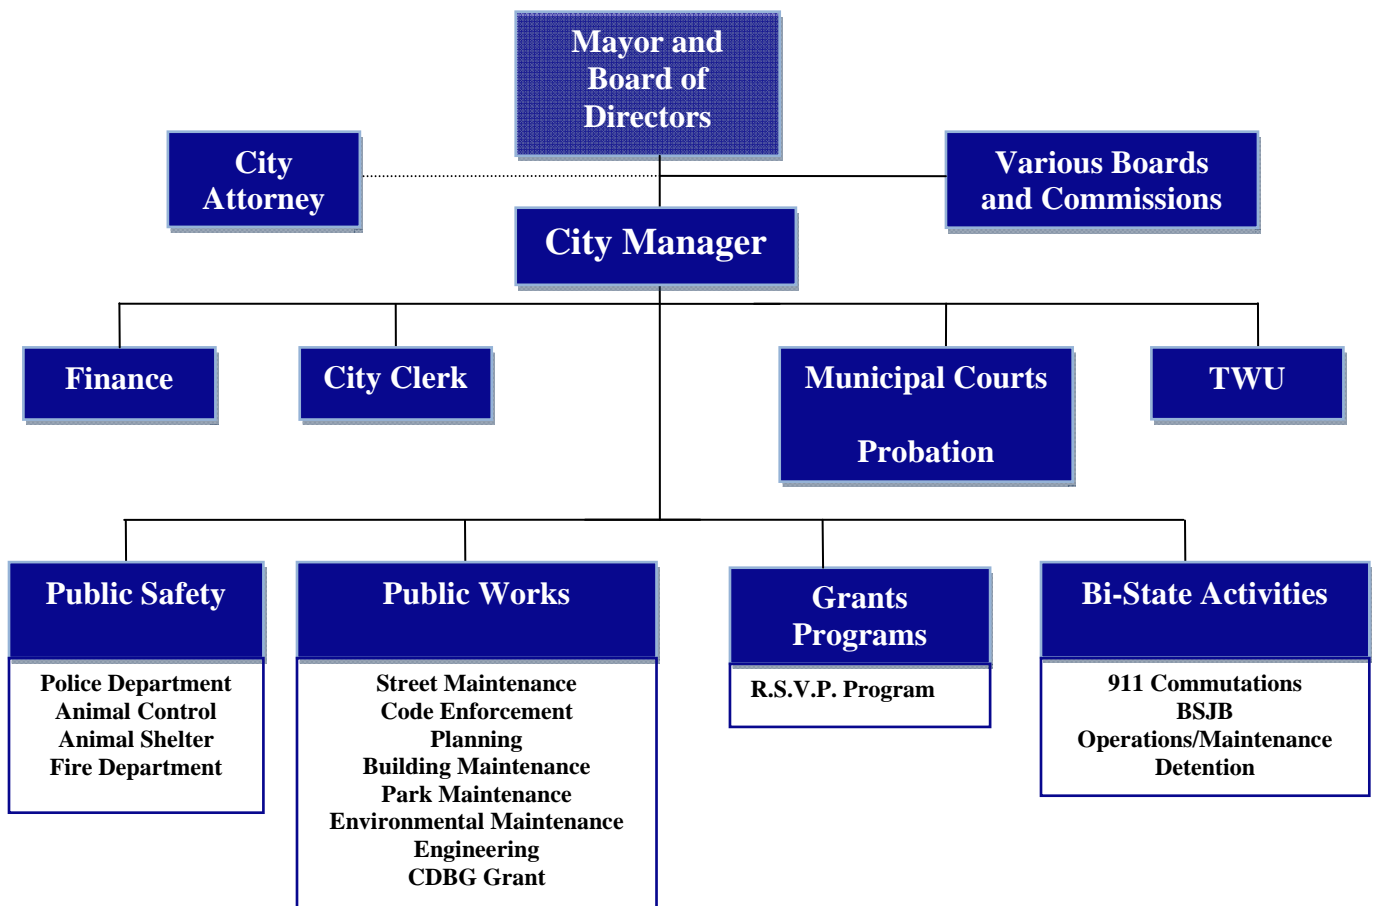 Mayor and
Board of
Directors
City
Attorney
Various Boards
and Commissions
City Manager
Finance
City Clerk
Municipal Courts
Probation
TWU
Public Safety
Police Department
Animal Control
Animal Shelter
Fire Department
Public Works
Street Maintenance
Code Enforcement
Planning
Building Maintenance
Park Maintenance
Environmental Maintenance
Engineering
CDBG Grant
Grants
Programs
R.S.V.P. Program
Bi-State Activities
911 Commutations
BSJB
Operations/Maintenance
Detention